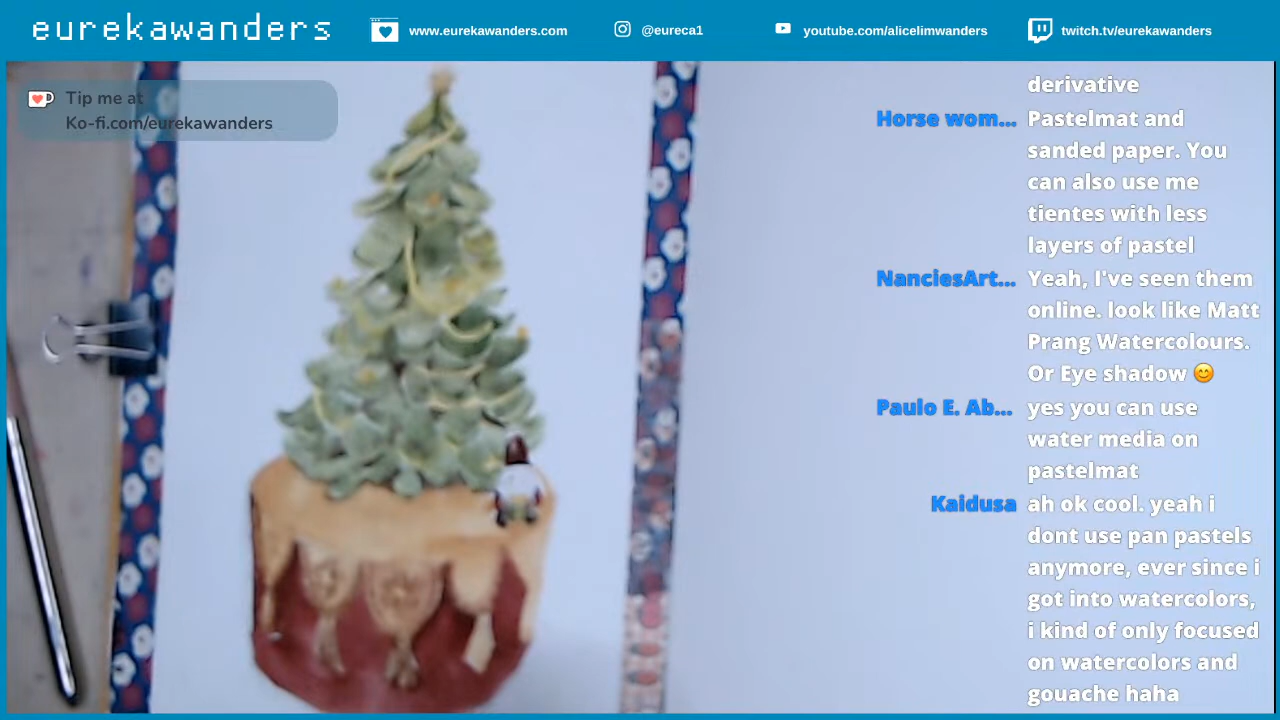 eurekawanders
www.eurekawanders.com
@eureca1
youtube.com/alicelimwanders
twitch.tv/eurekawanders
Tip me at
Ko-fi.com/eurekawanders
derivative
Horse wom... Pastelmat and
sanded paper. You
can also use me
tientes with less
layers of pastel
NanciesArt... Yeah, I've seen them
online. look like Matt
Prang Watercolours.
Or Eye shadow 😊
Paulo E. Ab... yes you can use
water media on
pastelmat
Kaidusa ah ok cool. yeah i
dont use pan pastels
anymore, ever since i
got into watercolors,
i kind of only focused
on watercolors and
gouache haha